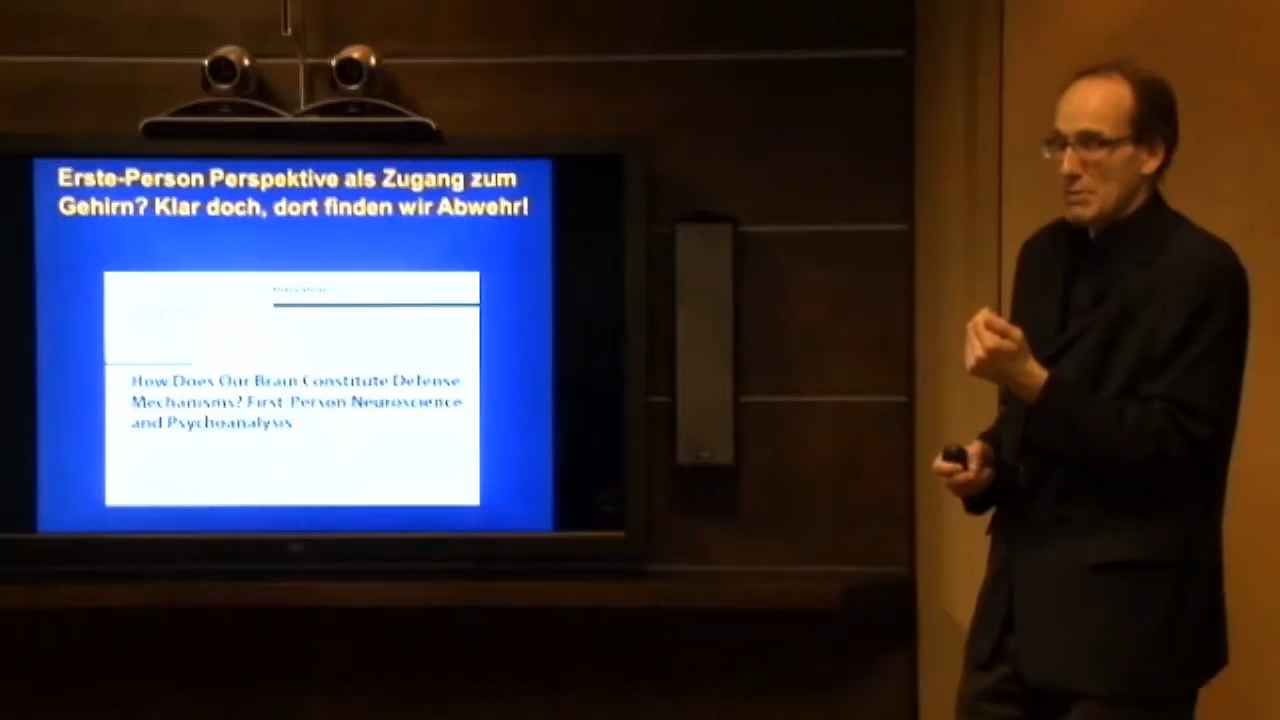 Erste-Person Perspektive als Zugang zum
Gehirn? Klar doch, dort finden wir Abwehr!
How Does Our Brain Constitute Defense
Mechanisms? First-Person Neuroscience
and Psychoanalysis